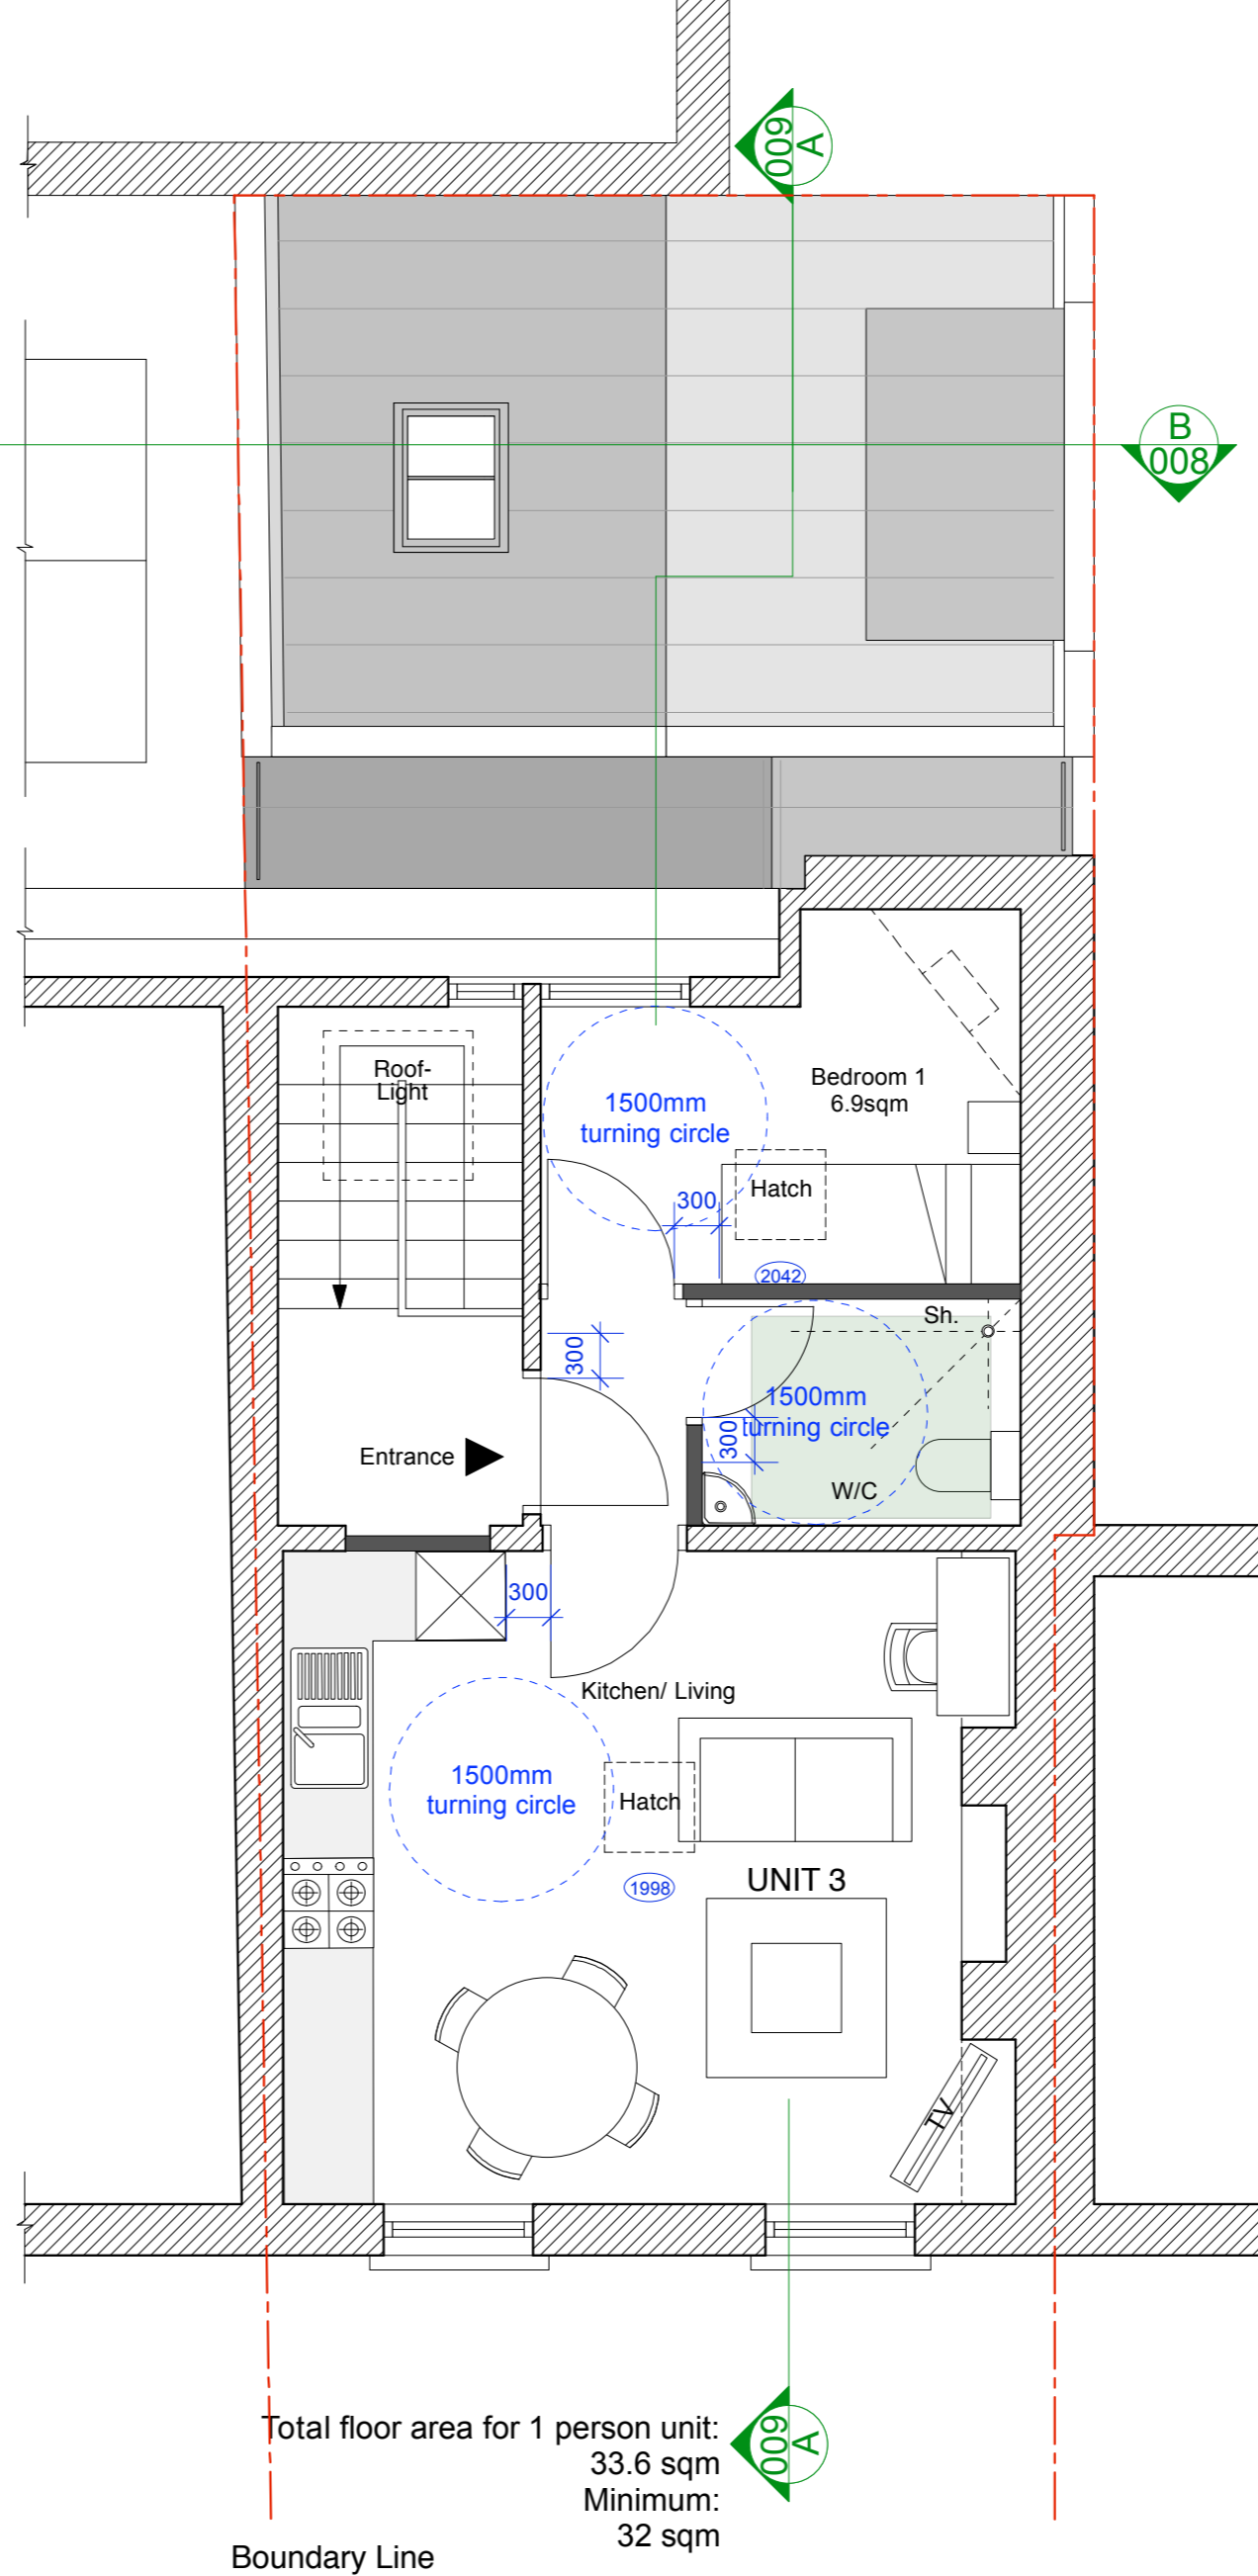 009
A
B
008
Roof-
Light
1500mm
turning circle
Bedroom 1
6.9sqm
Hatch
300
2042
Sh.
300
1500mm
turning circle
300
Entrance
W/C
300
Kitchen/ Living
1500mm
turning circle
Hatch
UNIT 3
1998
TV
Total floor area for 1 person unit:
33.6 sqm
Minimum:
32 sqm
009
A
Boundary Line